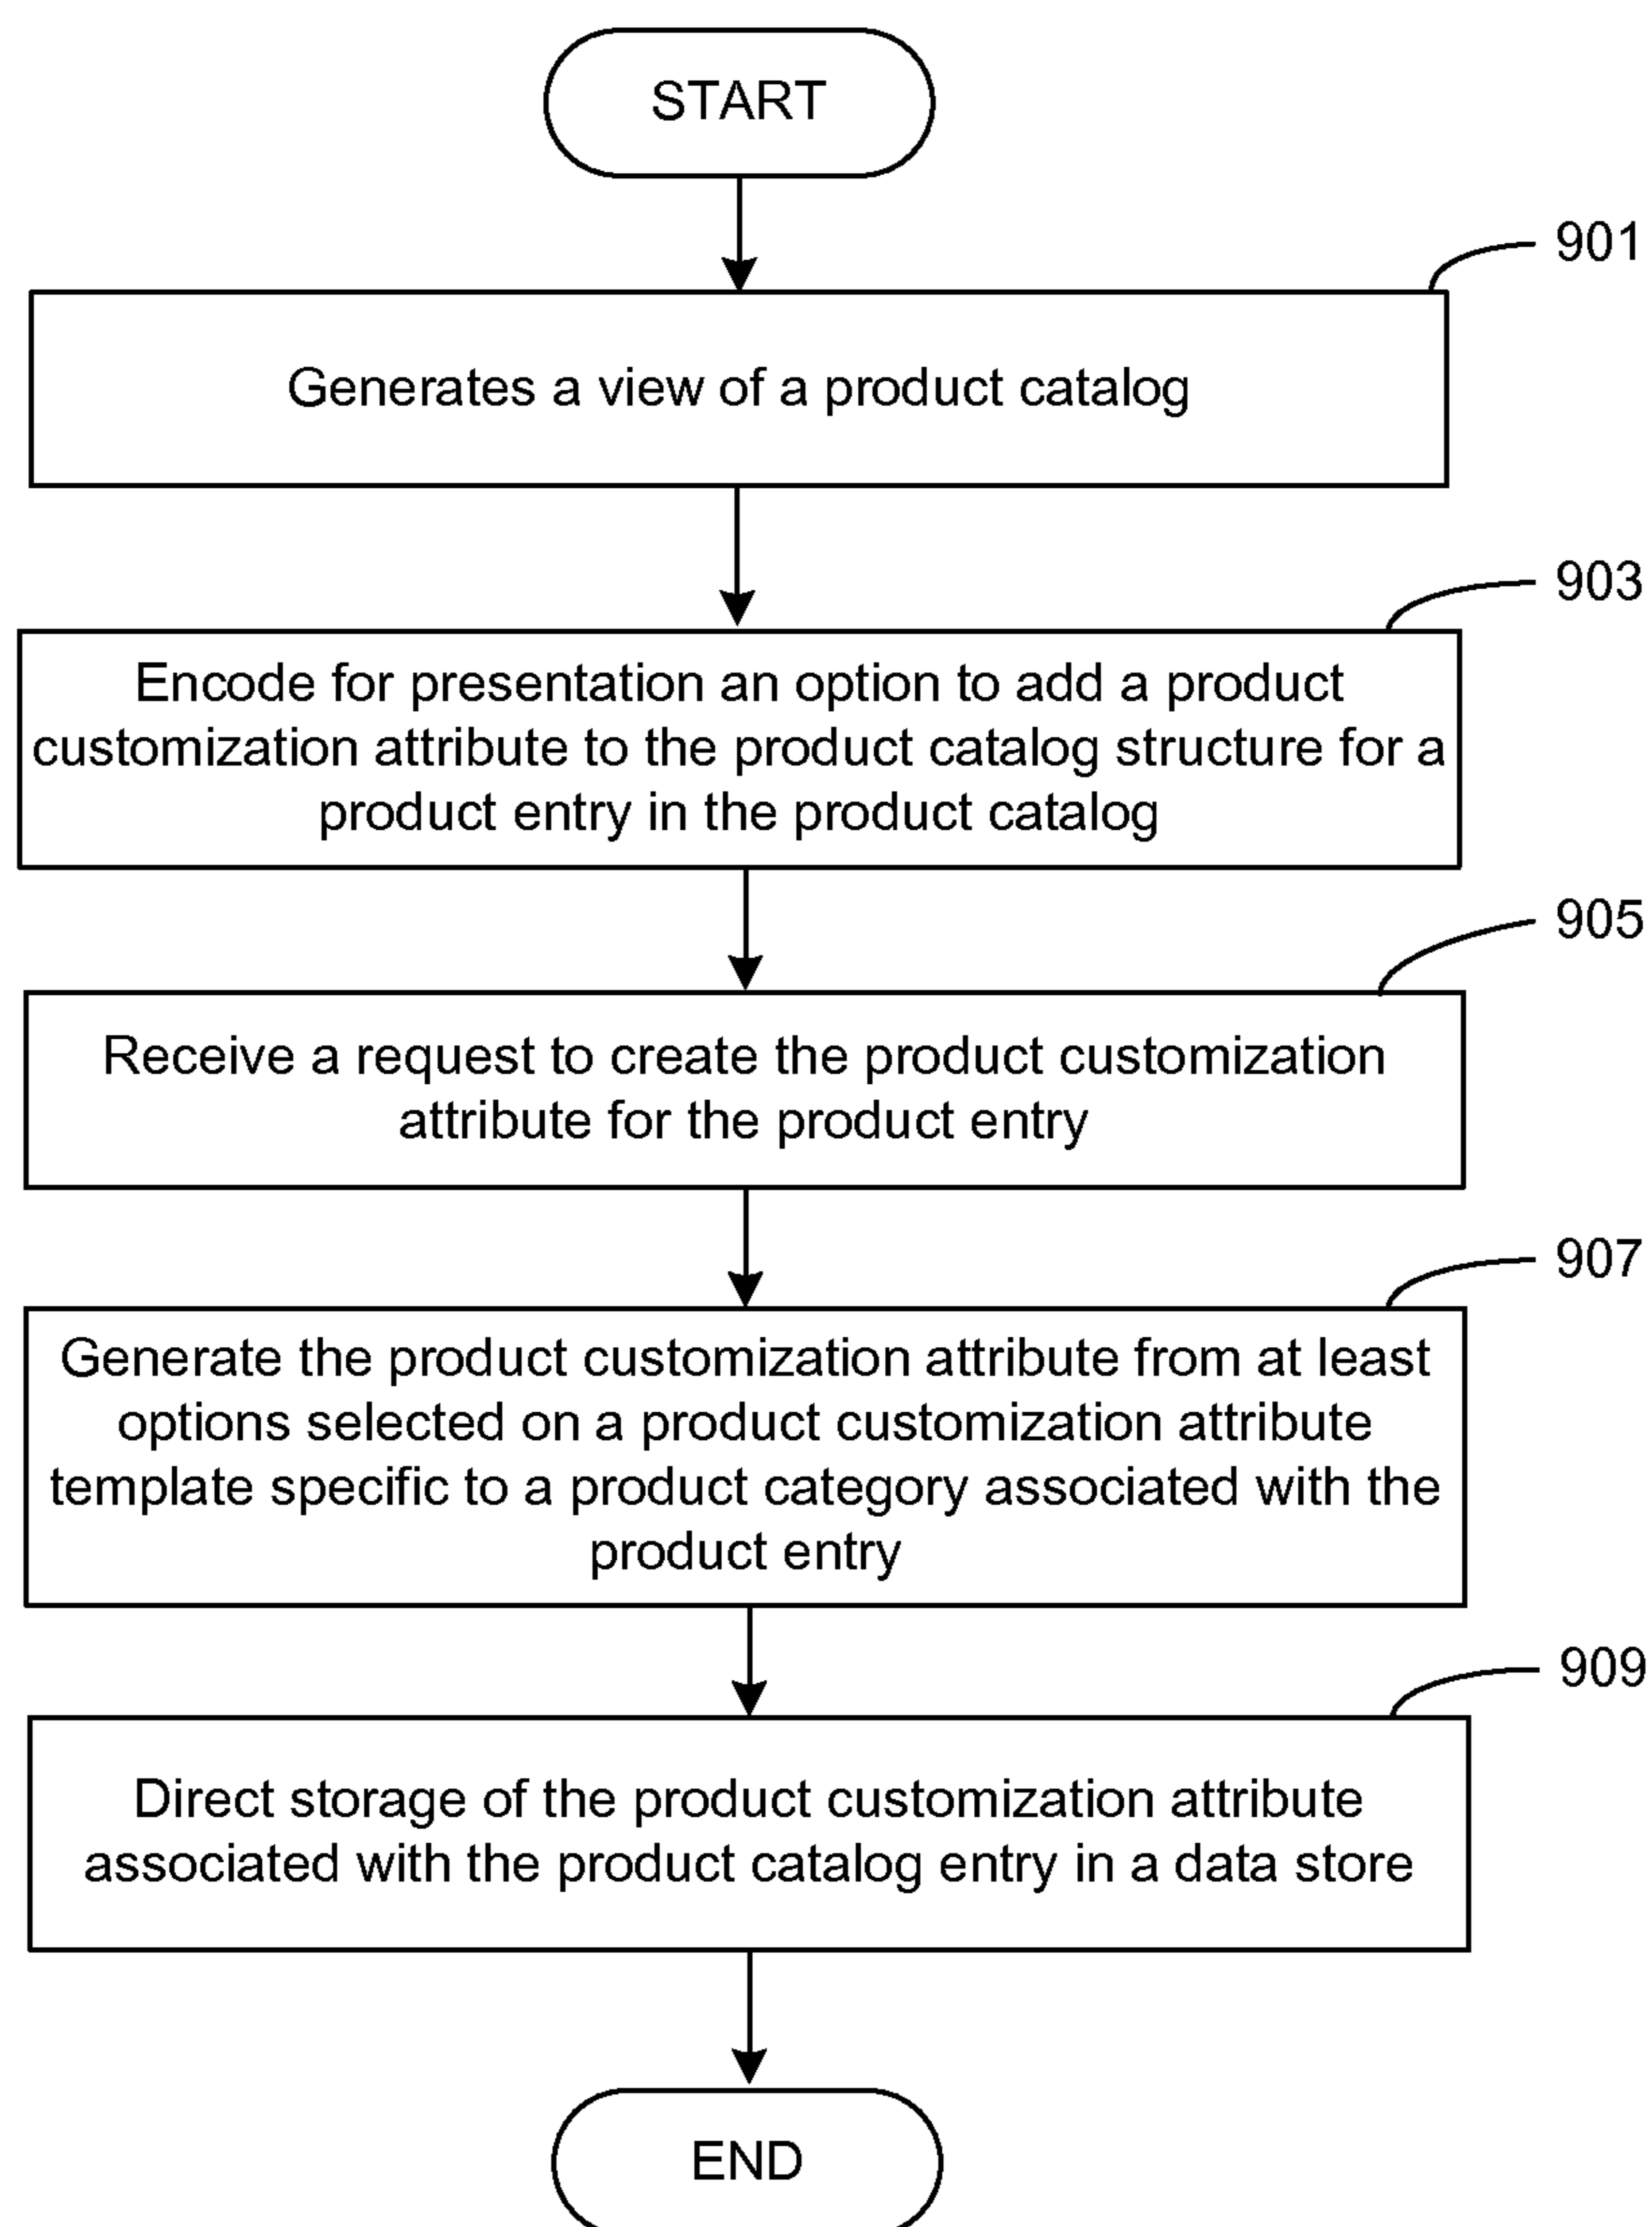 START
901
Generates a view of a product catalog
903
Encode for presentation an option to add a product
customization attribute to the product catalog structure for a
product entry in the product catalog
905
Receive a request to create the product customization
attribute for the product entry
907
Generate the product customization attribute from at least
options selected on a product customization attribute
template specific to a product category associated with the
product entry
909
Direct storage of the product customization attribute
associated with the product catalog entry in a data store
END